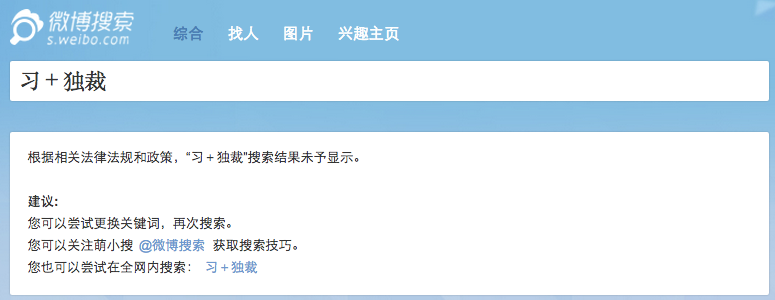 微博搜索
s.weibo.com
综合 找人 图片 兴趣主页
习＋独裁
根据相关法律法规和政策，“习＋独裁”搜索结果未予显示。
建议:
您可以尝试更换关键词，再次搜索。
您可以关注萌小搜 @微博搜索 获取搜索技巧。
您也可以尝试在全网内搜索： 习＋独裁